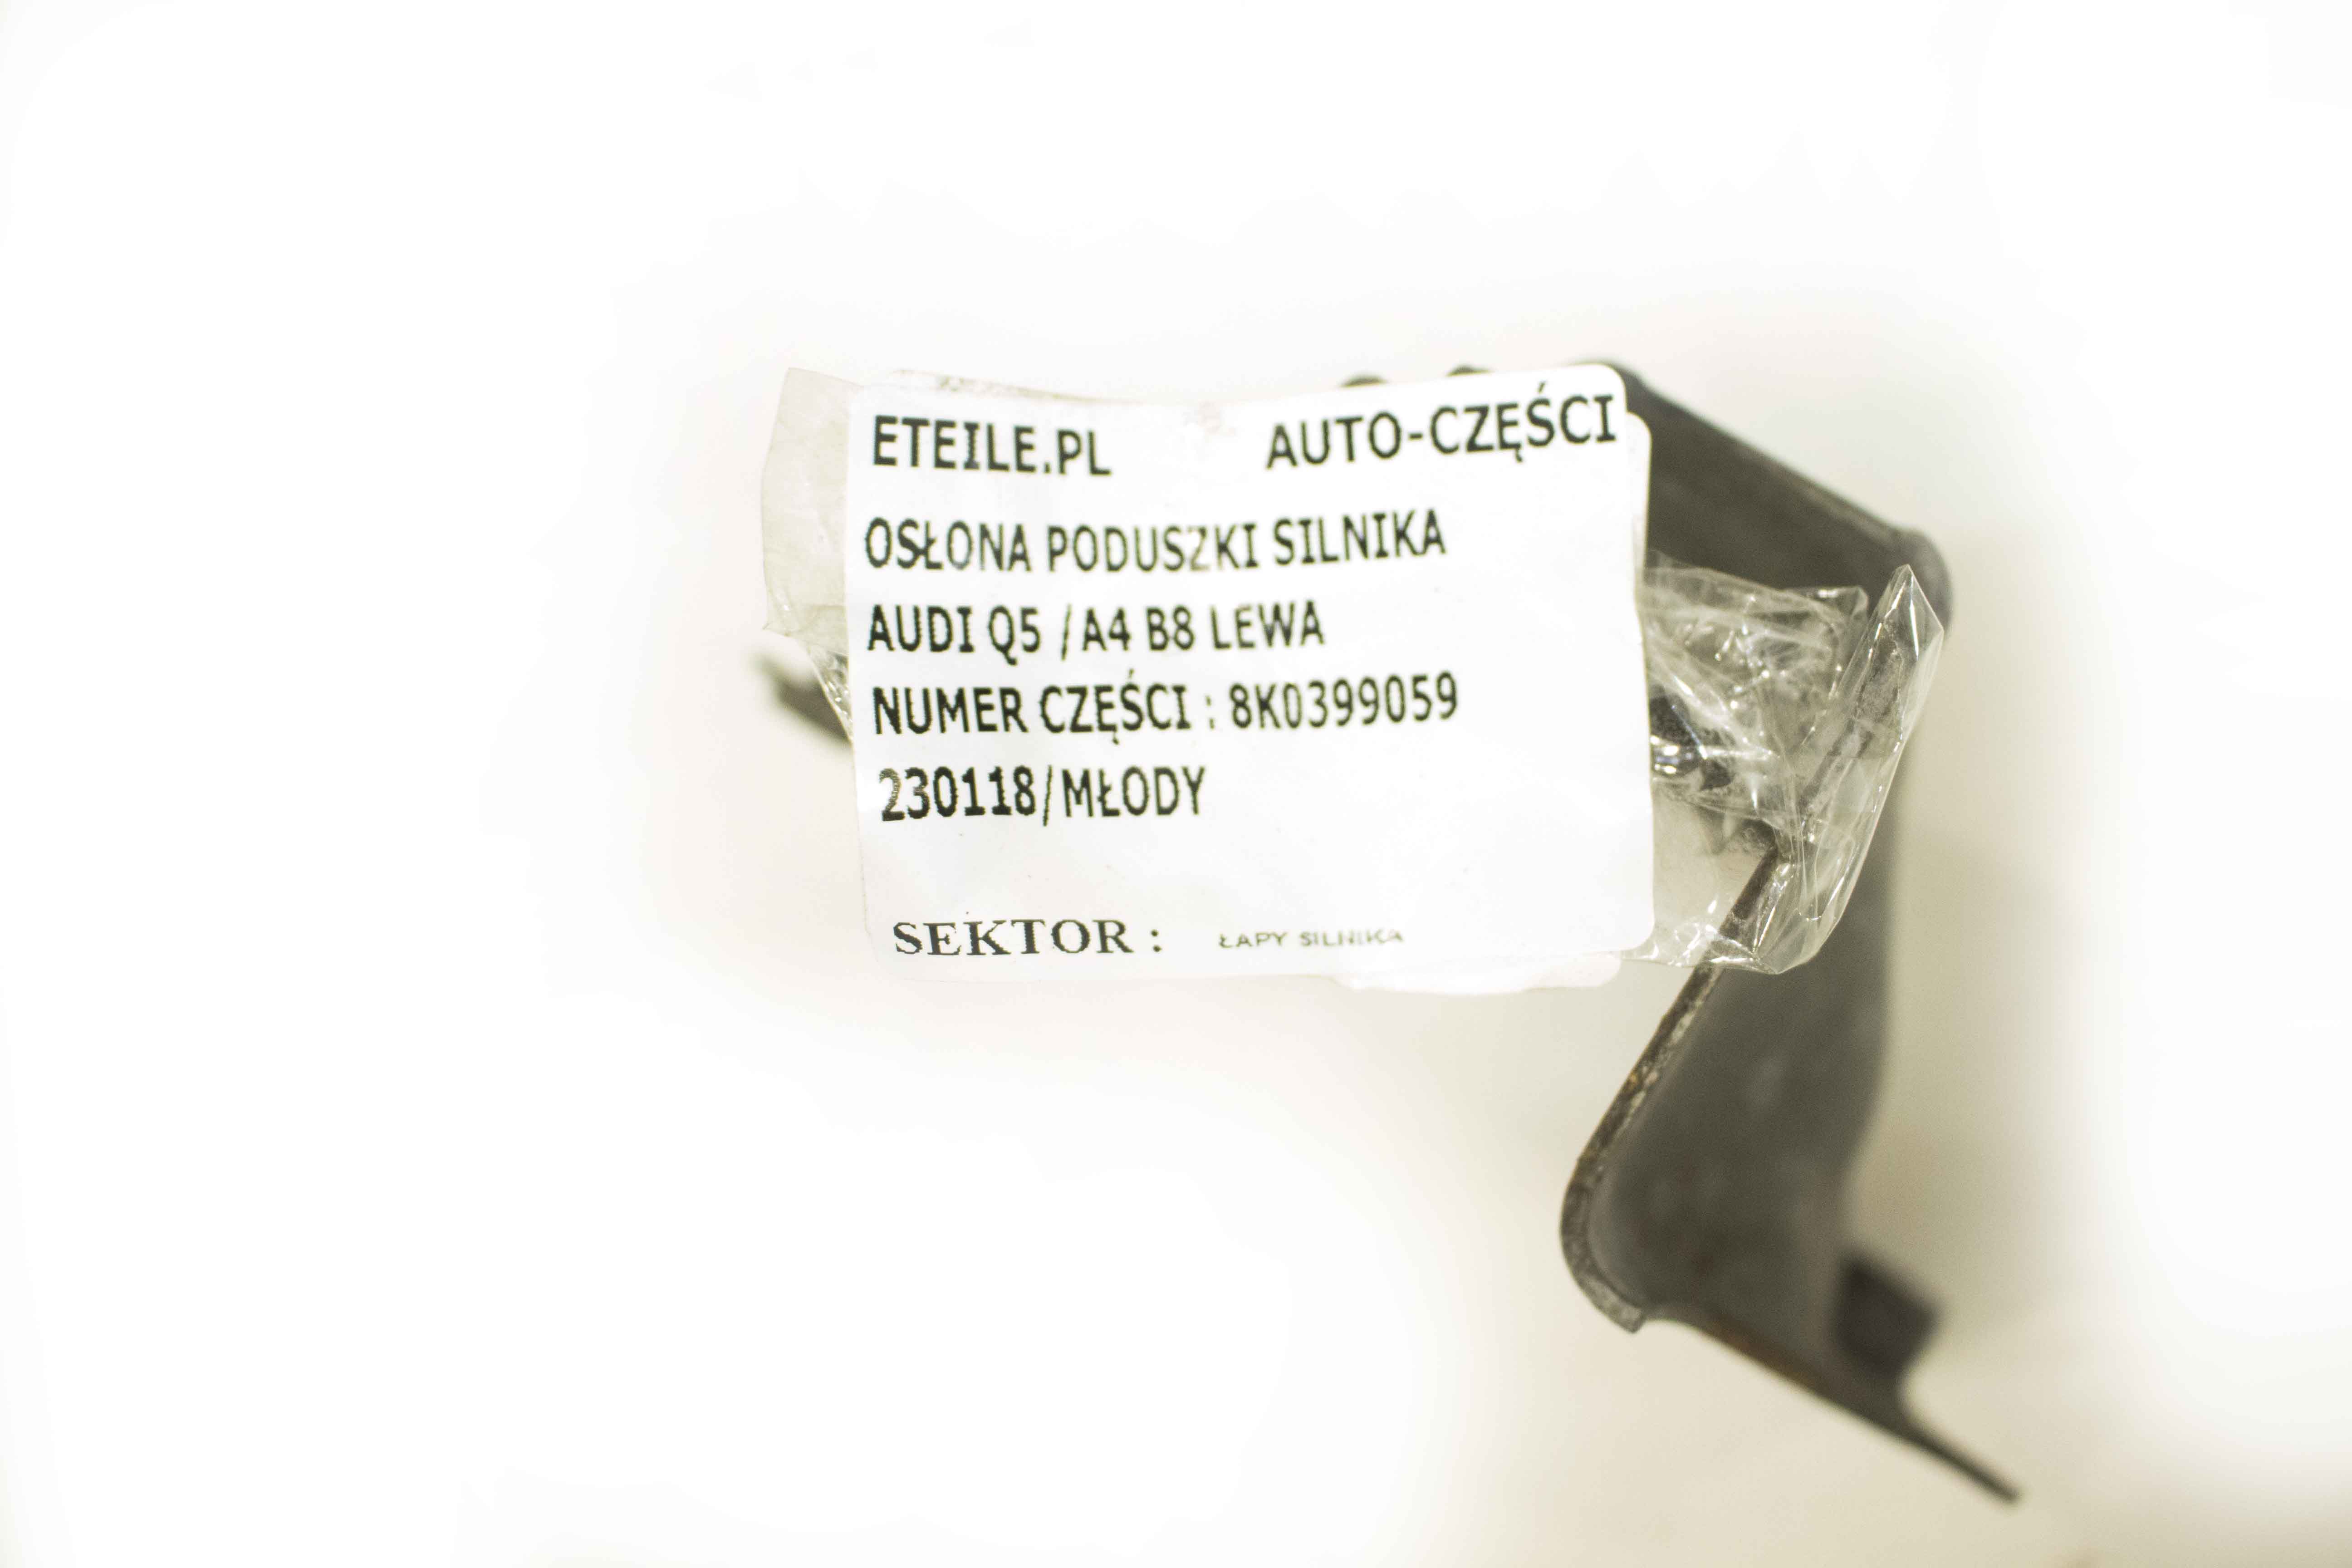 ETEILE.PL AUTO-CZĘŚCI
OSŁONA PODUSZKI SILNIKA
AUDI Q5 /A4 B8 LEWA
NUMER CZĘŚCI : 8K0399059
230118/MŁODY
SEKTOR : ŁAPY SILNIKA